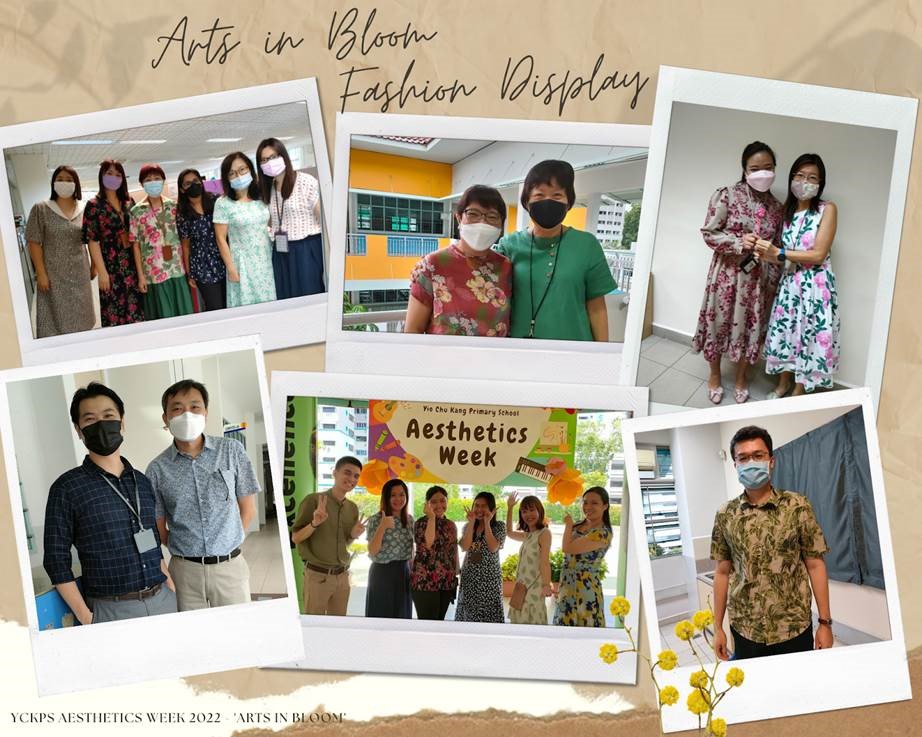 Arts in Bloom
Fashion Display
Yio Chu Kang Primary School
Aesthetics
Week
YCKPS AESTHETICS WEEK 2022 - 'ARTS IN BLOOM'